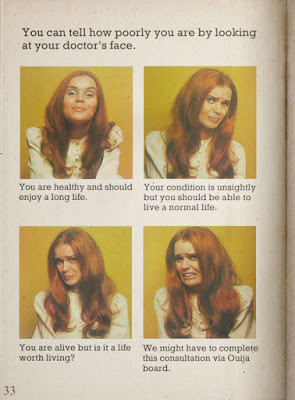 You can tell how poorly you are by looking
at your doctor's face.
You are healthy and should
enjoy a long life.
Your condition is unsightly
but you should be able to
live a normal life.
You are alive but is it a life
worth living?
We might have to complete
this consultation via Ouija
board.
33